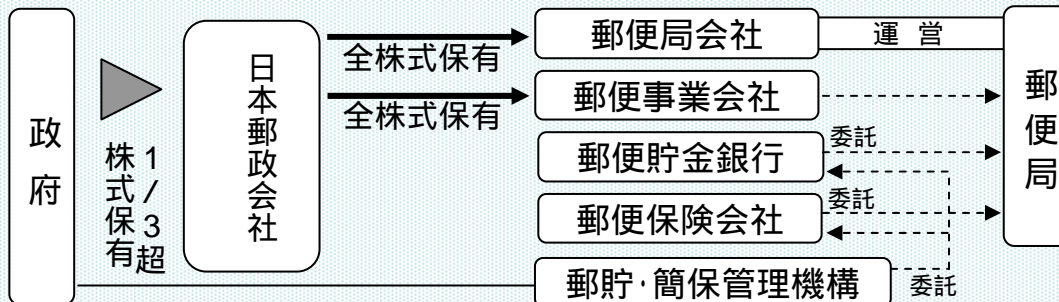 政府
1/3超
株式保有
日本郵政会社
全株式保有
全株式保有
郵便局会社
運 営
郵便事業会社
郵便貯金銀行
委託
郵便保険会社
委託
郵貯･簡保管理機構
委託
郵便局